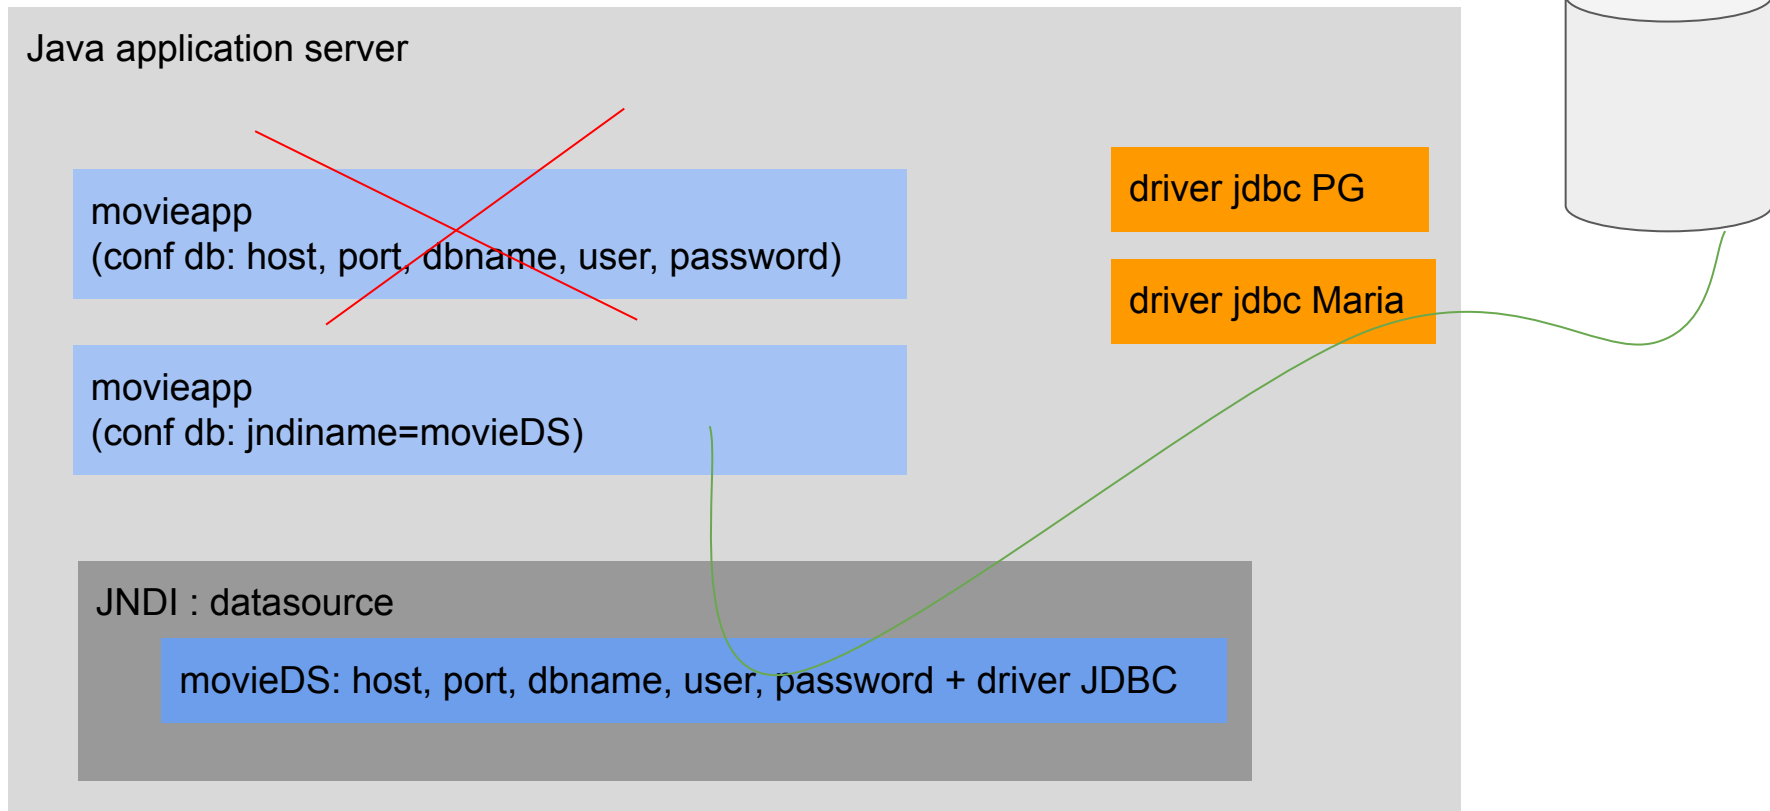 Java application server
movieapp
(conf db: host, port, dbname, user, password)
driver jdbc PG
driver jdbc Maria
movieapp
(conf db: jndiname=movieDS)
JNDI : datasource
movieDS: host, port, dbname, user, password + driver JDBC